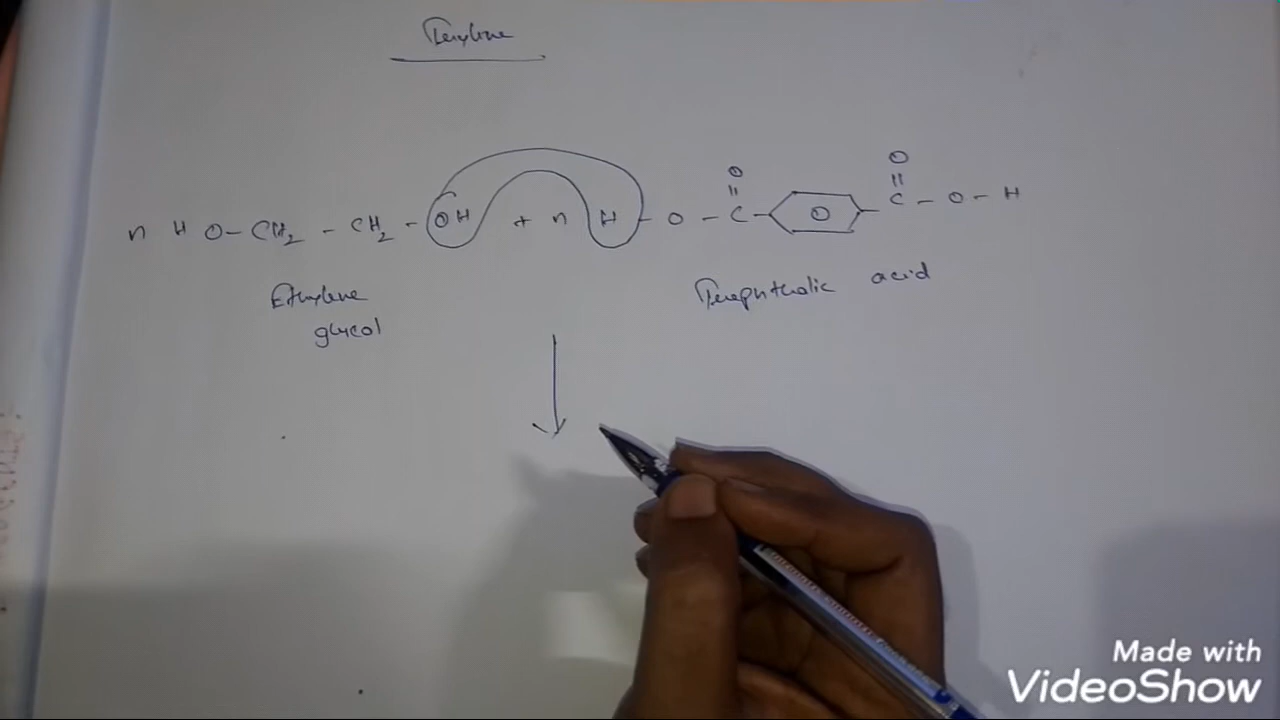 Terylene
O O
|| ||
n H O - CH2 - CH2 - OH + n H - O - C - O - C - O - H
Ethylene
glycol
Terephthalic acid
Made with
VideoShow